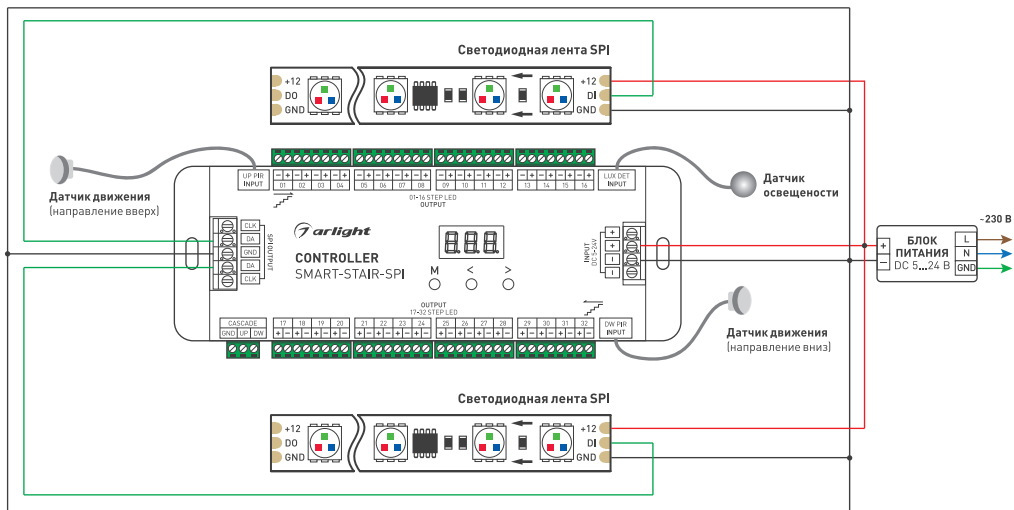 Светодиодная лента SPI
+12
DO
GND
+12
DI
GND
Датчик движения
(направление вверх)
UP PIR
INPUT
- + - + - + - +
01 02 03 04
- + - + - + - +
05 06 07 08
- + - + - + - +
09 10 11 12
- + - + - + - +
13 14 15 16
LUX DET
INPUT
01-16 STEP LED
OUTPUT
Датчик
освещености
CLK
DA
GND
DA
CLK
SPI OUTPUT
arlight
CONTROLLER
SMART-STAIR-SPI
888
M < >
INPUT
DC 5-24V
+
+
-
-
~230 В
+
-
БЛОК
ПИТАНИЯ
DC 5...24 В
L
N
GND
OUTPUT
17-32 STEP LED
CASCADE
GND UP DW
17 18 19 20
+ - + - + - + -
21 22 23 24
+ - + - + - + -
25 26 27 28
+ - + - + - + -
29 30 31 32
+ - + - + - + -
DW PIR
INPUT
Датчик движения
(направление вниз)
Светодиодная лента SPI
+12
DO
GND
+12
DI
GND